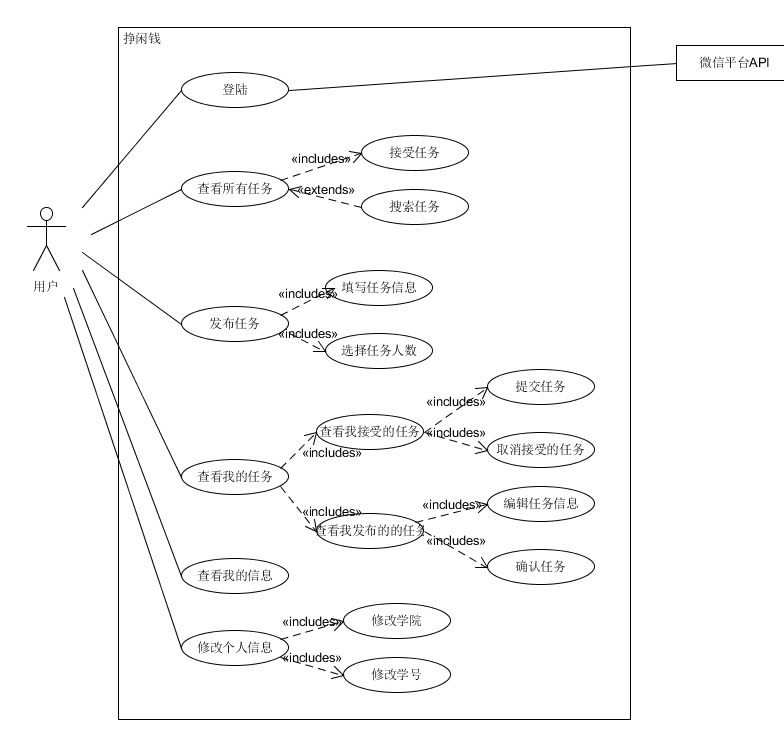 挣闲钱
微信平台API
登陆
接受任务
«includes»
查看所有任务
«extends»
搜索任务
用户
填写任务信息
«includes»
发布任务
«includes»
选择任务人数
提交任务
«includes»
查看我接受的任务
«includes»
«includes»
取消接受的任务
查看我的任务
«includes»
«includes»
编辑任务信息
查看我发布的的任务
«includes»
确认任务
查看我的信息
修改学院
«includes»
修改个人信息
«includes»
修改学号